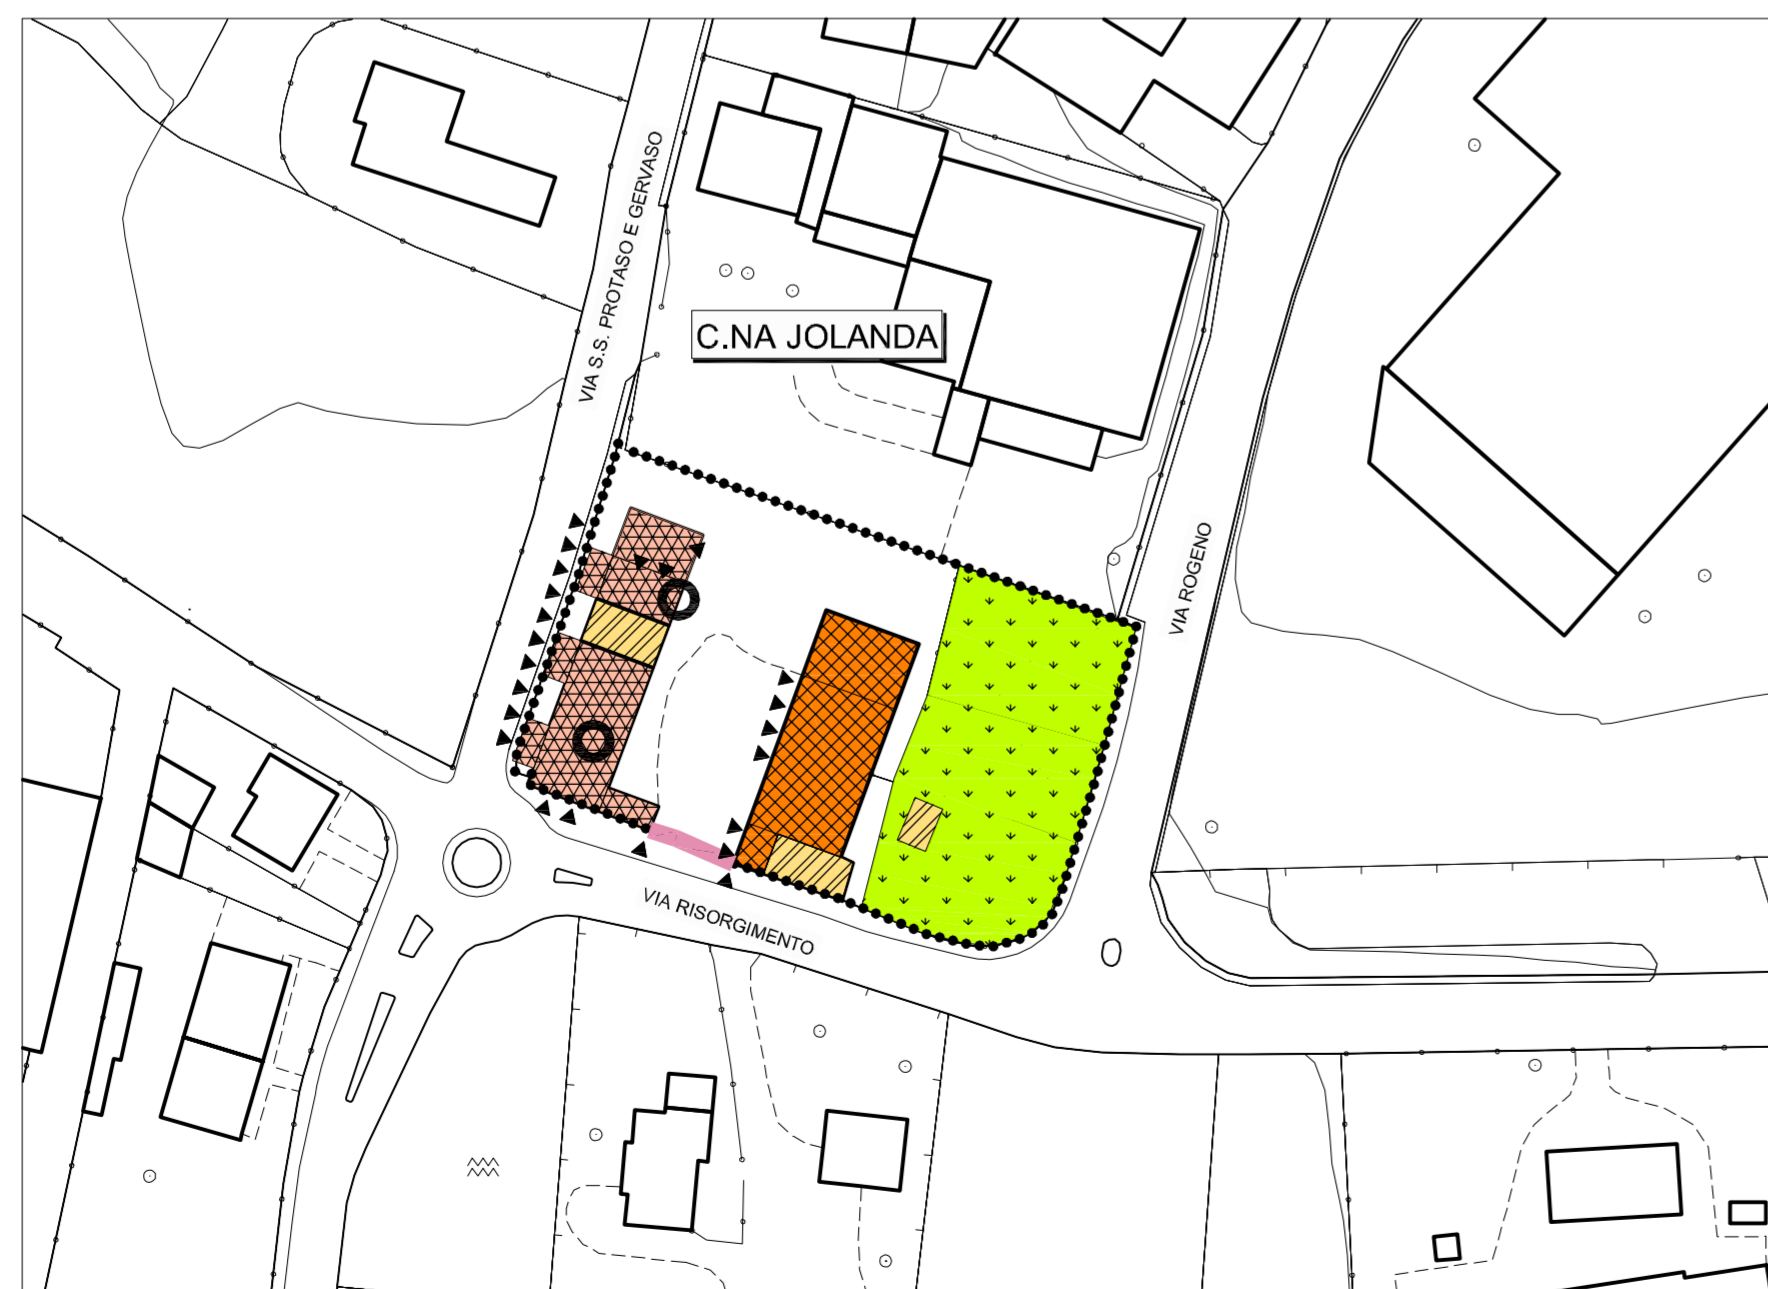 VIA S.S. PROTASO E GERVASO
C.NA JOLANDA
VIA ROGENO
VIA RISORGIMENTO